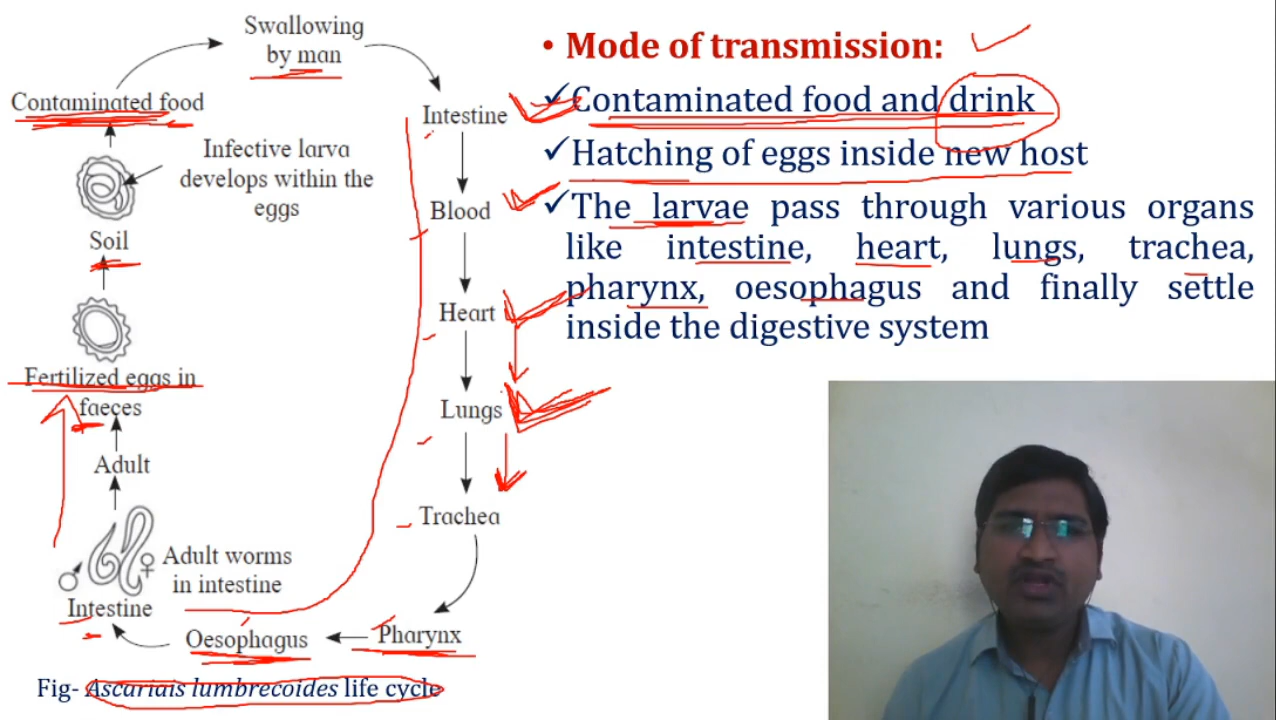 Swallowing
by man
Contaminated food
Infective larva
develops within the
eggs
Soil
Fertilized eggs in
faeces
Adult
Adult worms
in intestine
Intestine
Intestine
Blood
Heart
Lungs
Trachea
Pharynx
Oesophagus
Fig- Ascariais lumbrecoides life cycle
• Mode of transmission:
✓Contaminated food and drink
✓Hatching of eggs inside new host
✓The larvae pass through various organs
like intestine, heart, lungs, trachea,
pharynx, oesophagus and finally settle
inside the digestive system